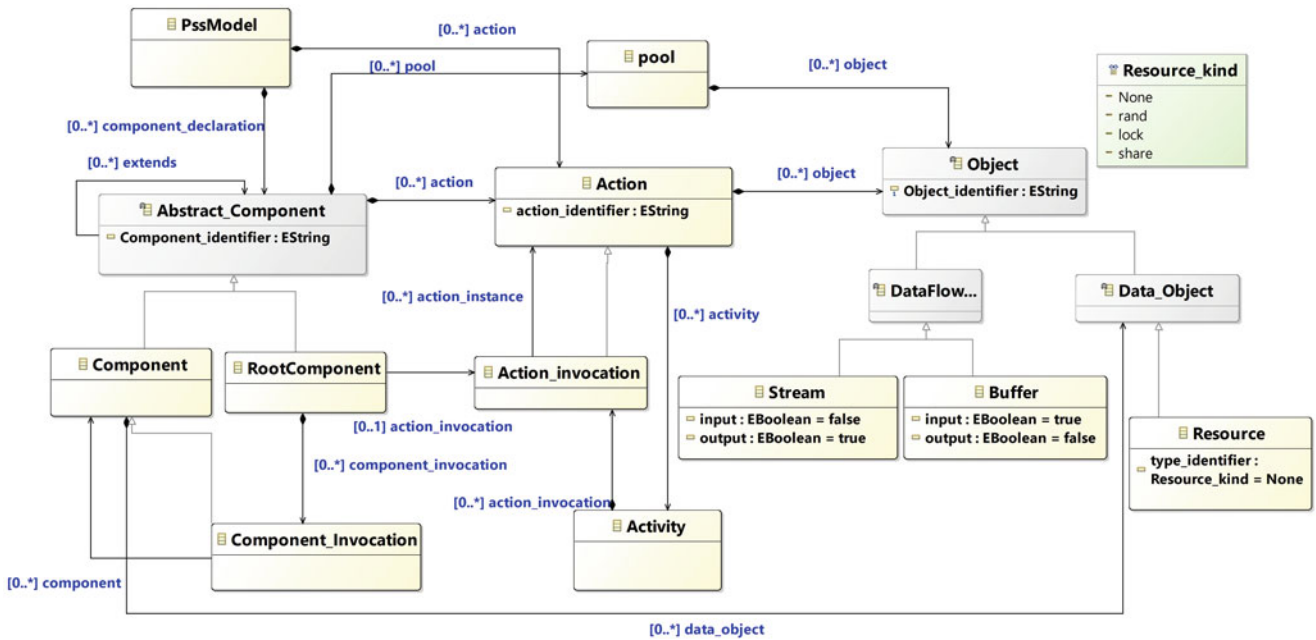 PssModel
[0..*] action
[0..*] pool
pool
[0..*] object
Resource_kind
None
rand
lock
share
[0..*] component_declaration
[0..*] extends
Abstract_Component
Component_identifier : EString
[0..*] action
Action
action_identifier : EString
[0..*] object
Object
Object_identifier : EString
[0..*] action_instance
[0..*] activity
DataFlow...
Data_Object
Component
RootComponent
Action_invocation
Stream
input : EBoolean = false
output : EBoolean = true
Buffer
input : EBoolean = true
output : EBoolean = false
[0..1] action_invocation
[0..*] component_invocation
Resource
type_identifier :
Resource_kind = None
[0..*] action_invocation
Component_Invocation
Activity
[0..*] component
[0..*] data_object